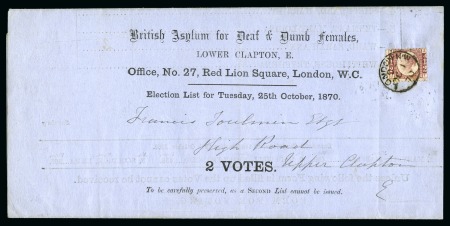 British Asylum for Deaf & Dumb Females,
LOWER CLAPTON, E.
Office, No. 27, Red Lion Square, London, W.C.
Election List for Tuesday, 25th October, 1870.
Francis Toulmin Esqr
High Road
2 VOTES. Upper Clapton
E
To be carefully preserved, as a SECOND LIST cannot be issued.